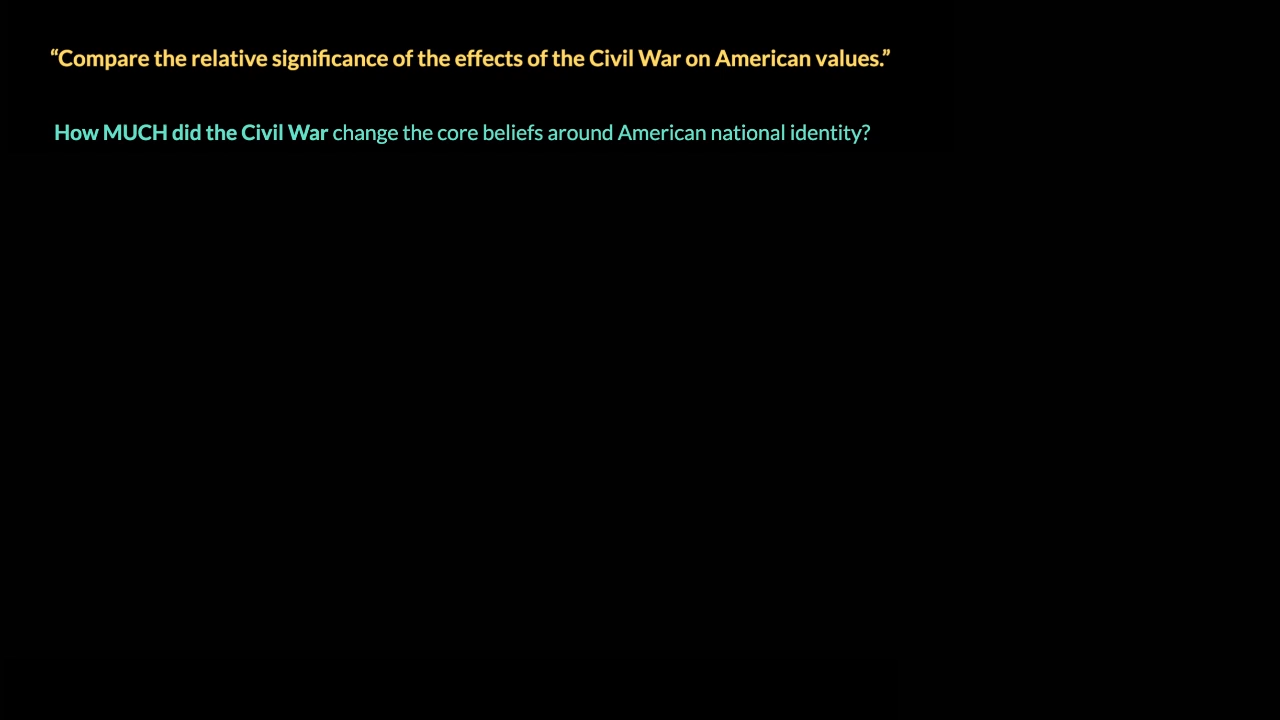 “Compare the relative significance of the effects of the Civil War on American values.”
How MUCH did the Civil War change the core beliefs around American national identity?